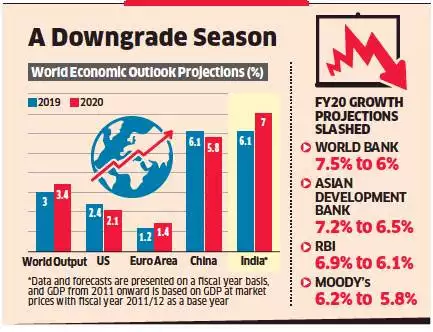 A Downgrade Season
World Economic Outlook Projections (%)
2019 2020
3 3.4
2.4 2.1
1.2 1.4
6.1 5.8
6.1 7
World Output US Euro Area China India*
*Data and forecasts are presented on a fiscal year basis,
and GDP from 2011 onward is based on GDP at market
prices with fiscal year 2011/12 as a base year
FY20 GROWTH
PROJECTIONS
SLASHED
WORLD BANK
7.5% to 6%
ASIAN
DEVELOPMENT
BANK
7.2% to 6.5%
RBI
6.9% to 6.1%
MOODY's
6.2% to 5.8%